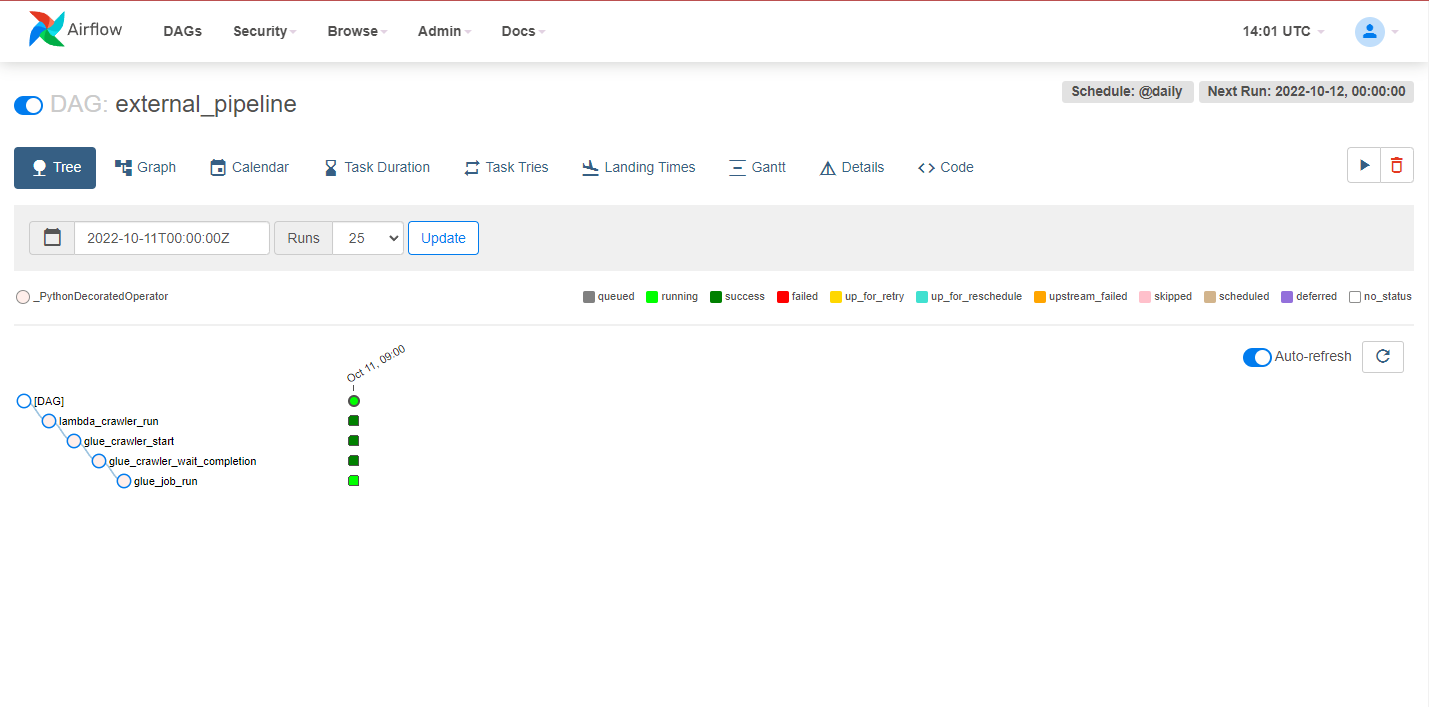 Airflow DAGs Security Browse Admin Docs 14:01 UTC
DAG: external_pipeline Schedule: @daily Next Run: 2022-10-12, 00:00:00
Tree Graph Calendar Task Duration Task Tries Landing Times Gantt Details Code
2022-10-11T00:00:00Z Runs 25 Update
_PythonDecoratedOperator queued running success failed up_for_retry up_for_reschedule upstream_failed skipped scheduled deferred no_status
Oct 11, 09:00
Auto-refresh
[DAG]
lambda_crawler_run
glue_crawler_start
glue_crawler_wait_completion
glue_job_run